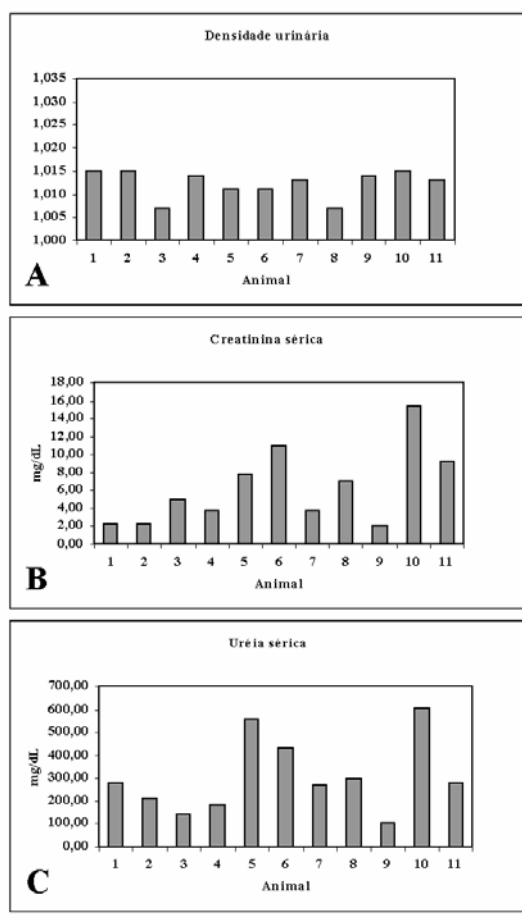 Densidade urinária
1,035
1,030
1,025
1,020
1,015
1,010
1,005
1,000
1 2 3 4 5 6 7 8 9 10 11
Animal
A
Creatinina sérica
18,00
16,00
14,00
12,00
10,00
8,00
6,00
4,00
2,00
0,00
mg/dL
1 2 3 4 5 6 7 8 9 10 11
Animal
B
Uréia sérica
700,00
600,00
500,00
400,00
300,00
200,00
100,00
0,00
mg/dL
1 2 3 4 5 6 7 8 9 10 11
Animal
C